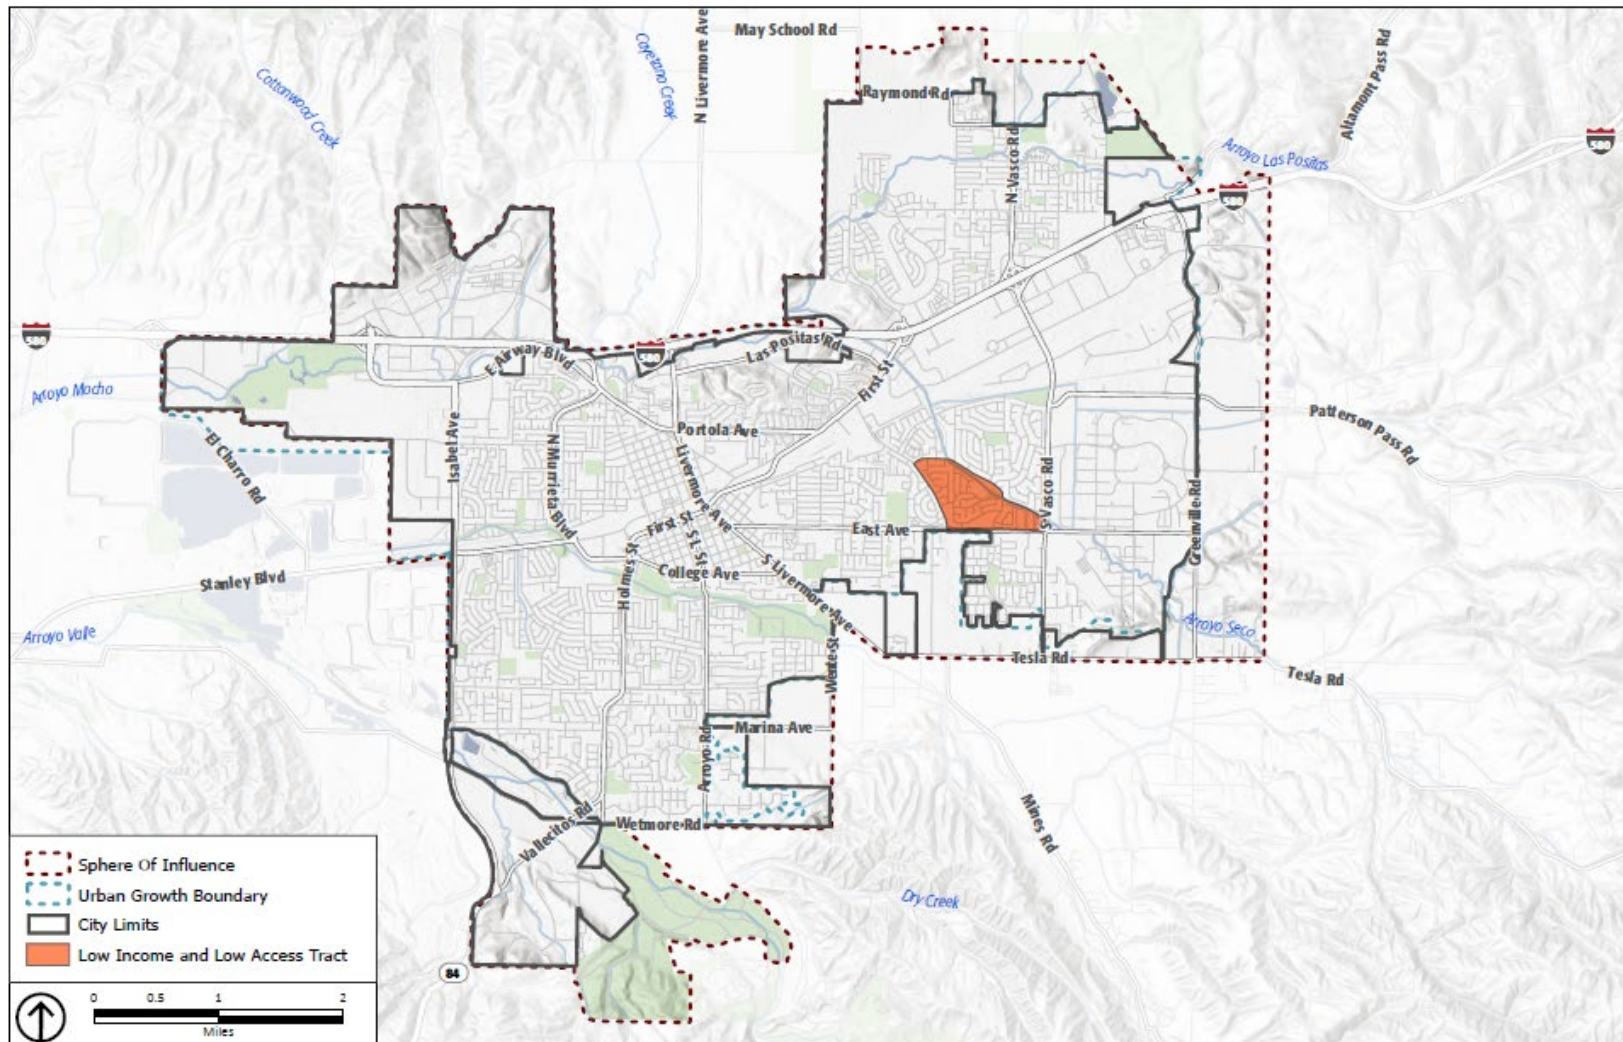 May School Rd
N Livermore Ave
Cayetano Creek
Cottonwood Creek
Altamont Pass Rd
Raymond Rd
N Vasco Rd
Arroyo Las Positas
580
580
580
580
Las Positas Rd
E Airway Blvd
First St
Arroyo Mocho
Isabel Ave
N Murrieta Blvd
Portola Ave
Livermore Ave
El Charro Rd
Patterson Pass Rd
S Vasco Rd
Greenville Rd
First St
East Ave
S L St
Stanley Blvd
Holmes St
College Ave
S Livermore Ave
Arroyo Valle
Arroyo Seco
Wente St
Tesla Rd
Tesla Rd
Marina Ave
Arroyo Rd
Mines Rd
Wetmore Rd
Vallecitos Rd
Dry Creek
84
Sphere Of Influence
Urban Growth Boundary
City Limits
Low Income and Low Access Tract
0 0.5 1 2
Miles